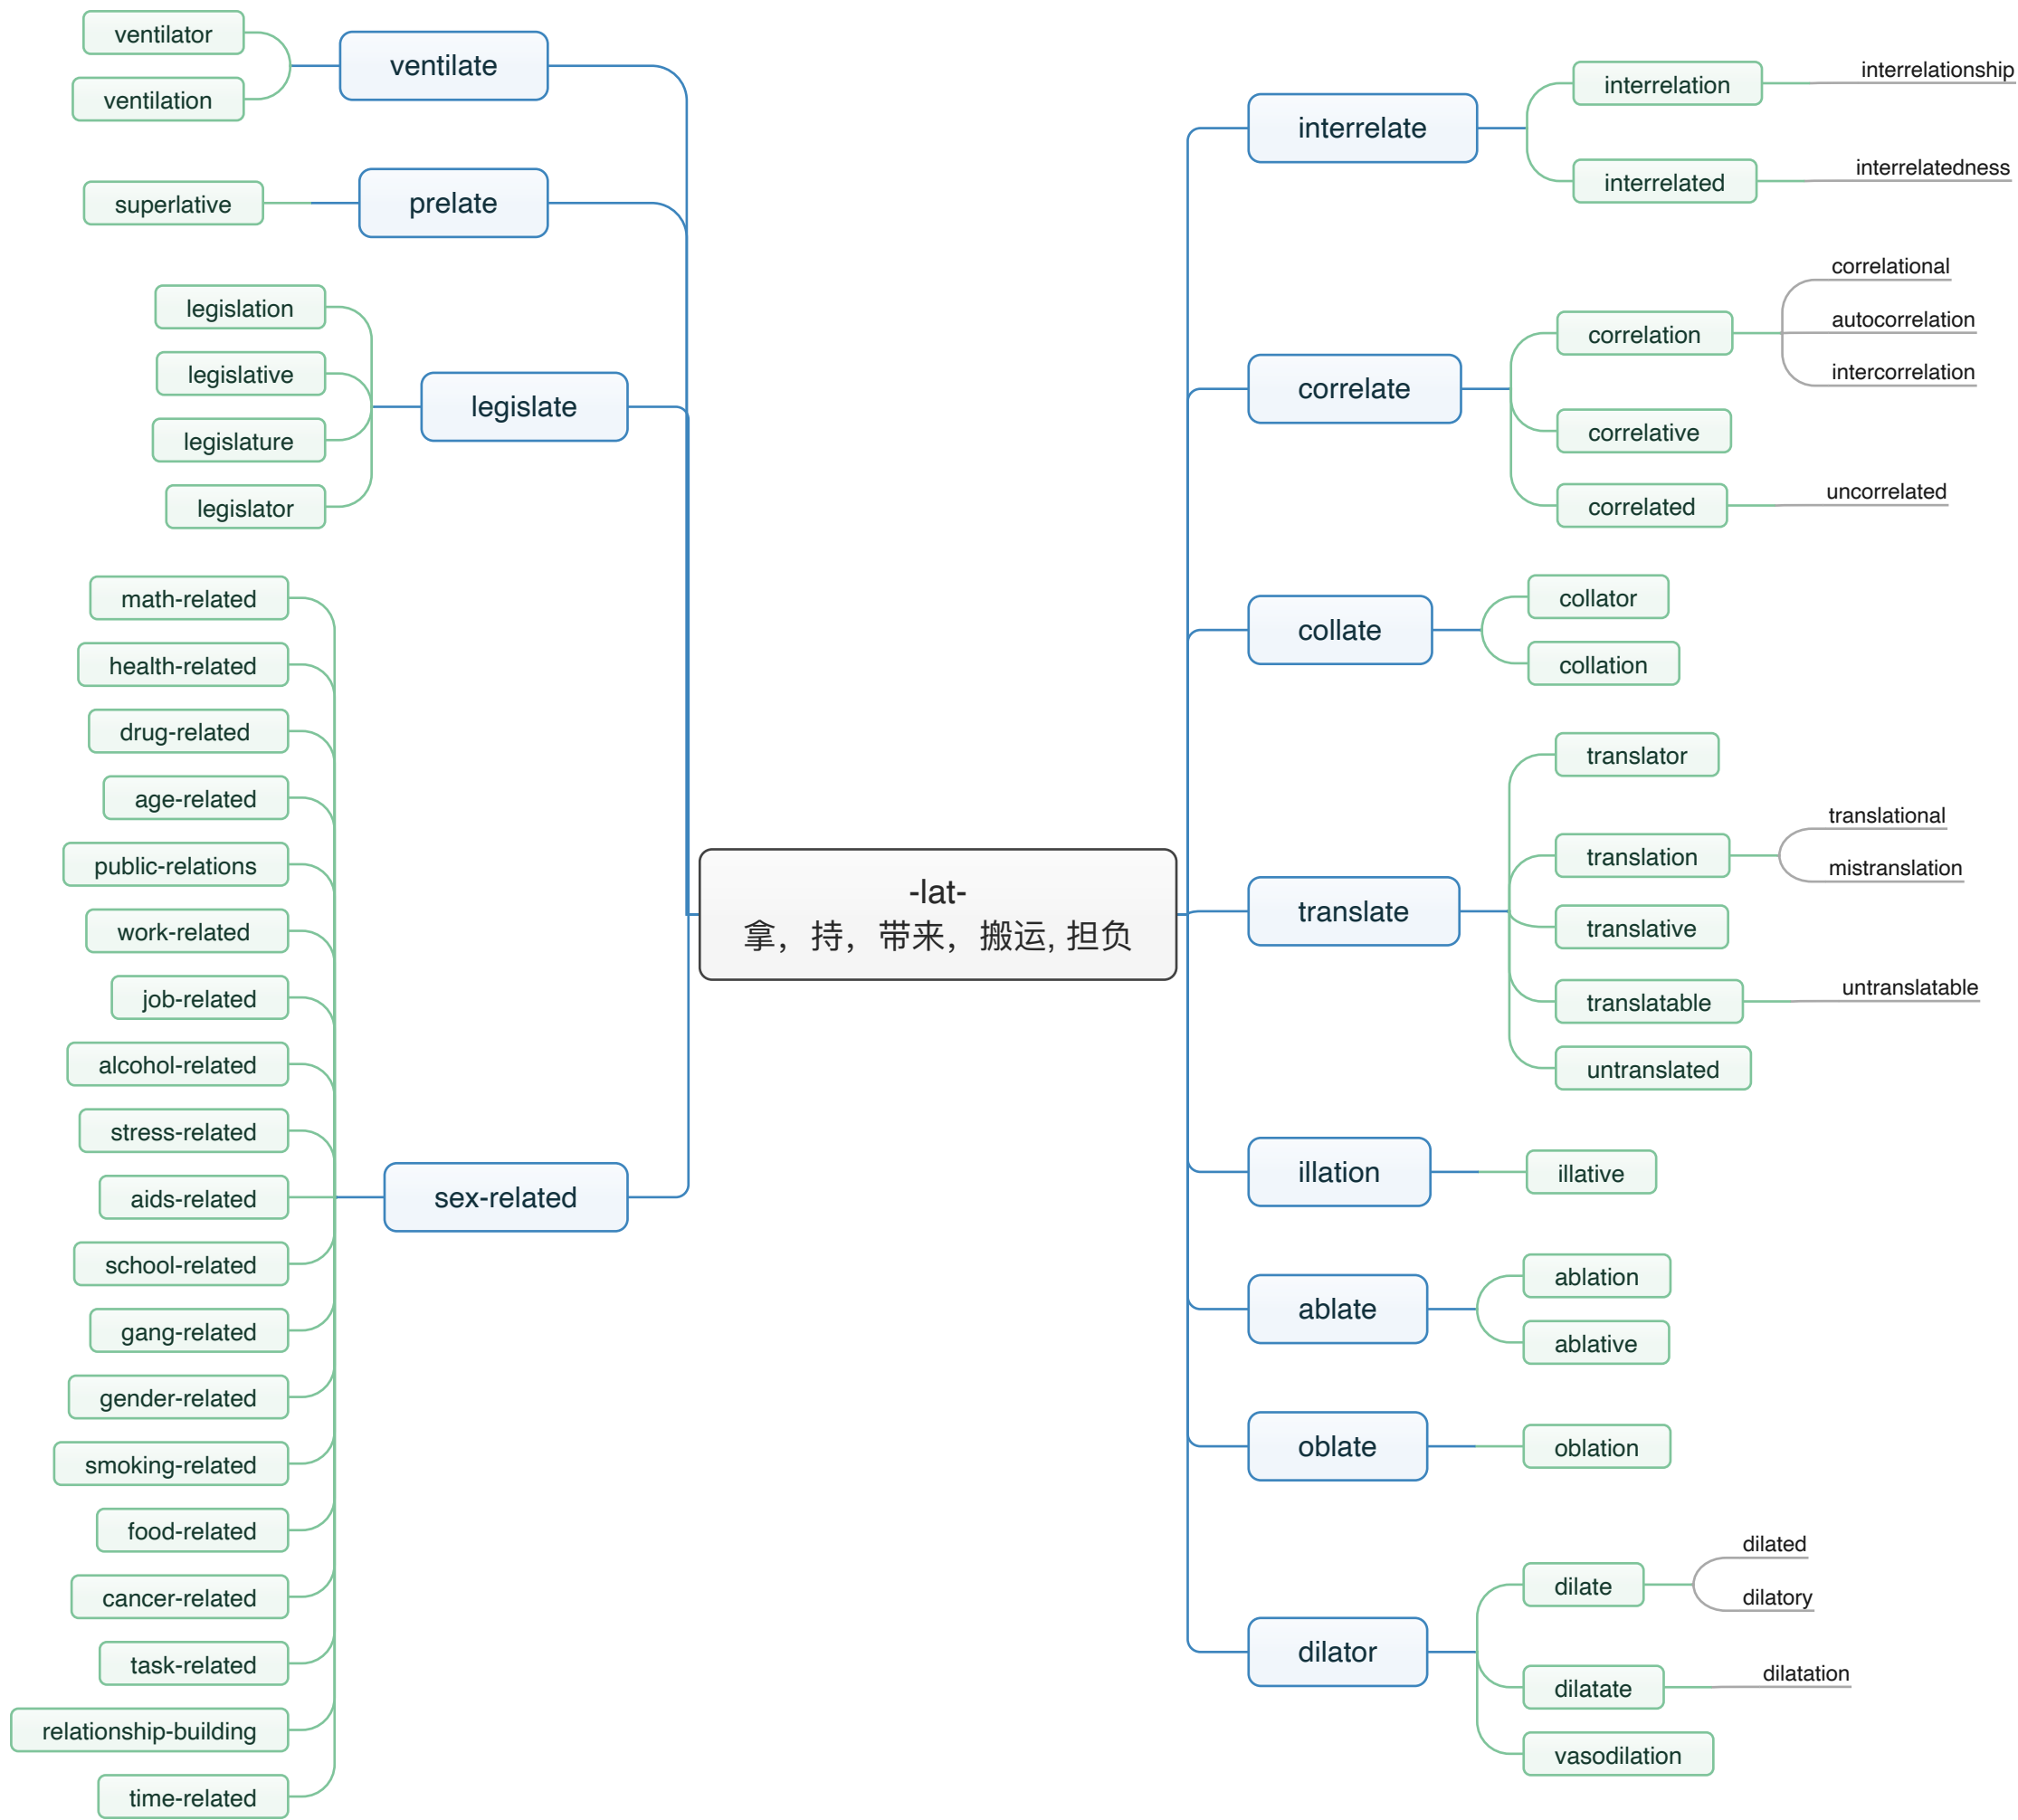 ventilator
ventilation
ventilate
superlative
prelate
legislation
legislative
legislature
legislator
legislate
math-related
health-related
drug-related
age-related
public-relations
work-related
job-related
alcohol-related
stress-related
aids-related
school-related
gang-related
gender-related
smoking-related
food-related
cancer-related
task-related
relationship-building
time-related
sex-related
-lat-
拿，持，带来，搬运, 担负
interrelate
interrelation
interrelationship
interrelated
interrelatedness
correlate
correlation
correlational
autocorrelation
intercorrelation
correlative
correlated
uncorrelated
collate
collator
collation
translate
translator
translation
translational
mistranslation
translative
translatable
untranslatable
untranslated
illation
illative
ablate
ablation
ablative
oblate
oblation
dilator
dilate
dilated
dilatory
dilatate
dilatation
vasodilation